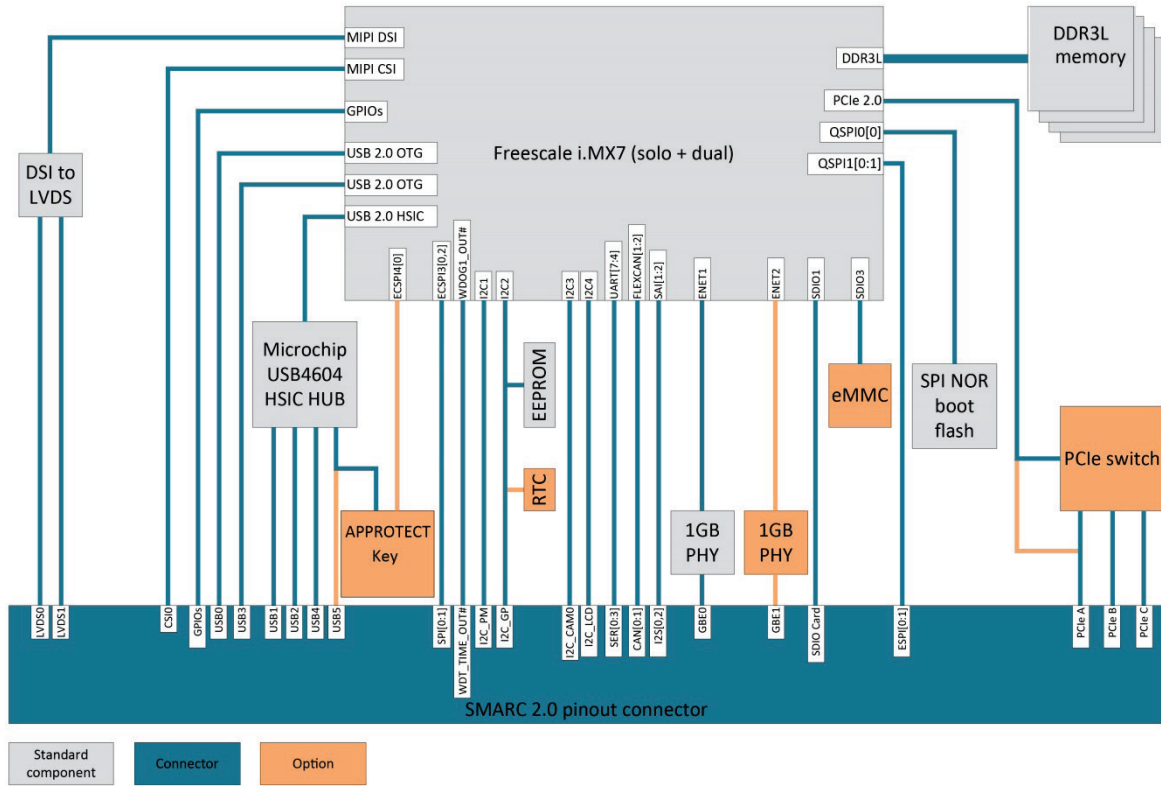 MIPI DSI
MIPI CSI
GPIOs
USB 2.0 OTG
USB 2.0 OTG
USB 2.0 HSIC
Freescale i.MX7 (solo + dual)
DDR3L
PCIe 2.0
QSPI0[0]
QSPI1[0:1]
DDR3L
memory
DSI to
LVDS
ECSPI4[0]
ECSPI3[0,2]
WDOG1_OUT#
I2C1
I2C2
I2C3
I2C4
UART[7:4]
FLEXCAN[1:2]
SAI[1:2]
ENET1
ENET2
SDIO1
SDIO3
Microchip
USB4604
HSIC HUB
EEPROM
RTC
eMMC
SPI NOR
boot
flash
PCIe switch
APPROTECT
Key
1GB
PHY
1GB
PHY
LVDS0
LVDS1
CSI0
GPIOs
USB0
USB3
USB1
USB2
USB4
USB5
SPI[0:1]
WDT_TIME_OUT#
I2C_PM
I2C_GP
I2C_CAM0
I2C_LCD
SER[0:3]
CAN[0:1]
I2S[0,2]
GBE0
GBE1
SDIO Card
ESPI[0:1]
PCIe A
PCIe B
PCIe C
SMARC 2.0 pinout connector
Standard
component
Connector
Option